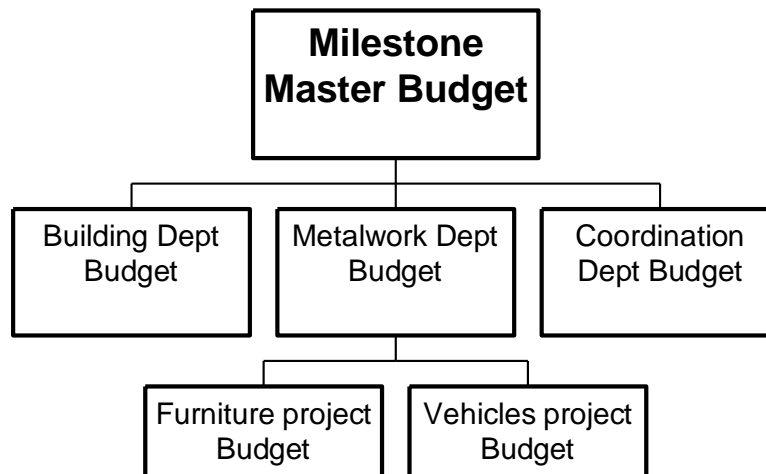 Milestone
Master Budget
Building Dept
Budget
Metalwork Dept
Budget
Coordination
Dept Budget
Furniture project
Budget
Vehicles project
Budget